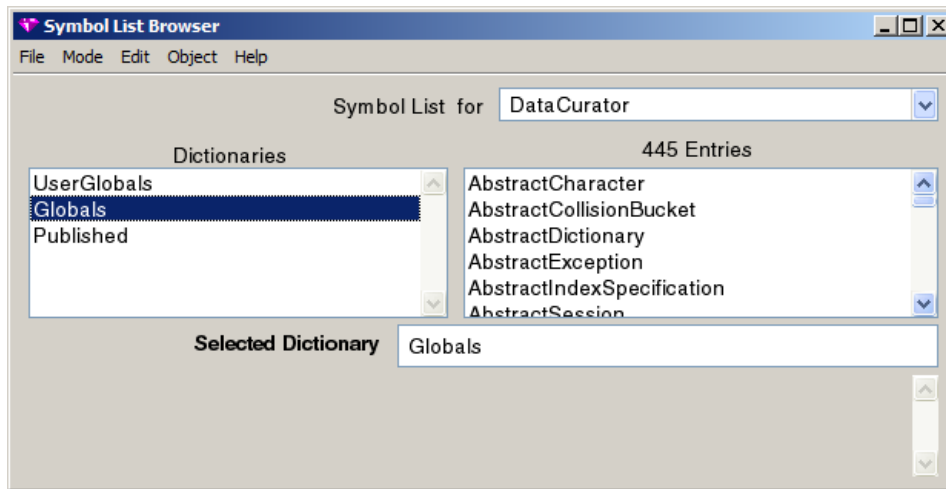 Symbol List Browser
File Mode Edit Object Help
Symbol List for DataCurator
Dictionaries
UserGlobals
Globals
Published
445 Entries
AbstractCharacter
AbstractCollisionBucket
AbstractDictionary
AbstractException
AbstractIndexSpecification
AbstractSession
Selected Dictionary Globals